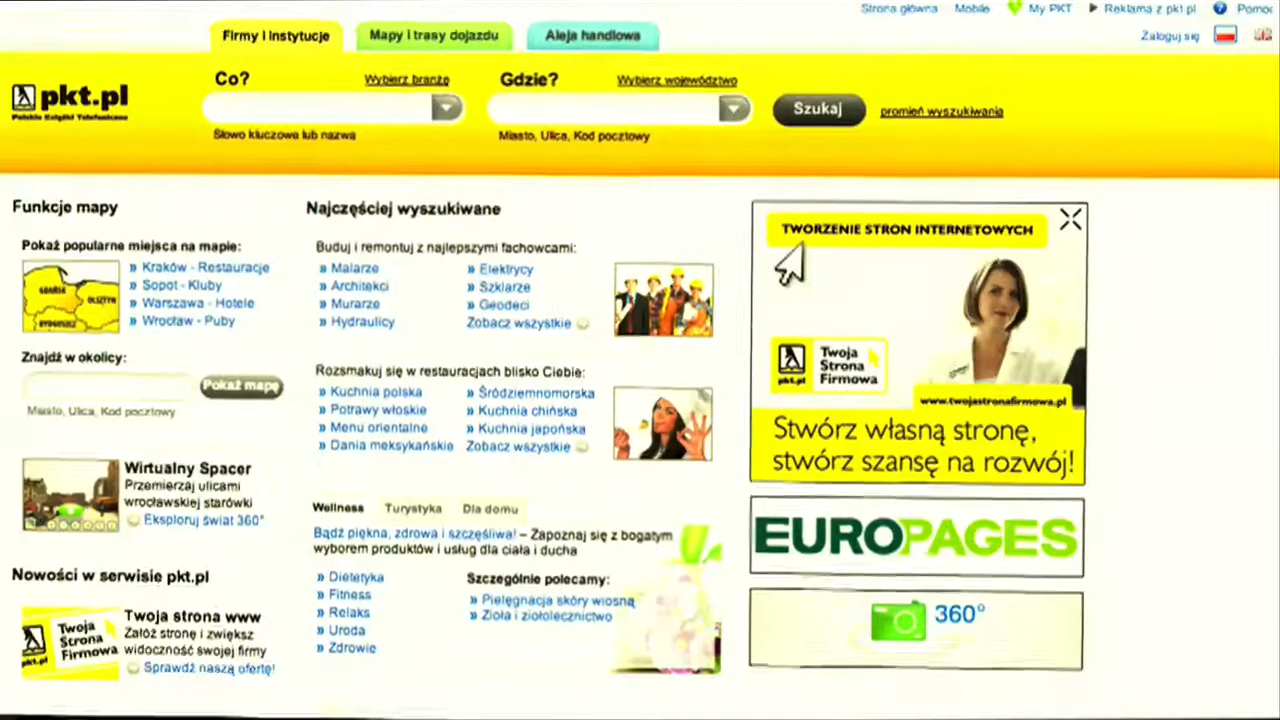 Strona główna Mobile My PKT Reklama z pkt.pl Pomoc
Zaloguj się
Firmy i instytucje Mapy i trasy dojazdu Aleja handlowa
pkt.pl
Polskie Książki Telefoniczne
Co? Wybierz branżę Gdzie? Wybierz województwo
Szukaj promień wyszukiwania
Słowo kluczowe lub nazwa Miasto, Ulica, Kod pocztowy
Funkcje mapy
Pokaż popularne miejsca na mapie:
GDAŃSK
OLSZTYN
BYDGOSZCZ
» Kraków - Restauracje
» Sopot - Kluby
» Warszawa - Hotele
» Wrocław - Puby
Znajdź w okolicy:
Pokaż mapę
Miasto, Ulica, Kod pocztowy
Wirtualny Spacer
Przemierzaj ulicami
wrocławskiej starówki
Eksploruj świat 360°
Nowości w serwisie pkt.pl
pkt.pl
Twoja
Strona
Firmowa
Twoja strona www
Załóż stronę i zwiększ
widoczność swojej firmy
Sprawdź naszą ofertę!
Najczęściej wyszukiwane
Buduj i remontuj z najlepszymi fachowcami:
» Malarze » Elektrycy
» Architekci » Szklarze
» Murarze » Geodeci
» Hydraulicy Zobacz wszystkie
Rozsmakuj się w restauracjach blisko Ciebie:
» Kuchnia polska » Śródziemnomorska
» Potrawy włoskie » Kuchnia chińska
» Menu orientalne » Kuchnia japońska
» Dania meksykańskie Zobacz wszystkie
Wellness Turystyka Dla domu
Bądź piękna, zdrowa i szczęśliwa! – Zapoznaj się z bogatym
wyborem produktów i usług dla ciała i ducha
» Dietetyka
» Fitness
» Relaks
» Uroda
» Zdrowie
Szczególnie polecamy:
» Pielęgnacja skóry wiosną
» Zioła i ziołolecznictwo
TWORZENIE STRON INTERNETOWYCH
pkt.pl
Twoja
Strona
Firmowa
www.twojastronafirmowa.pl
Stwórz własną stronę,
stwórz szansę na rozwój!
EUROPAGES
360°